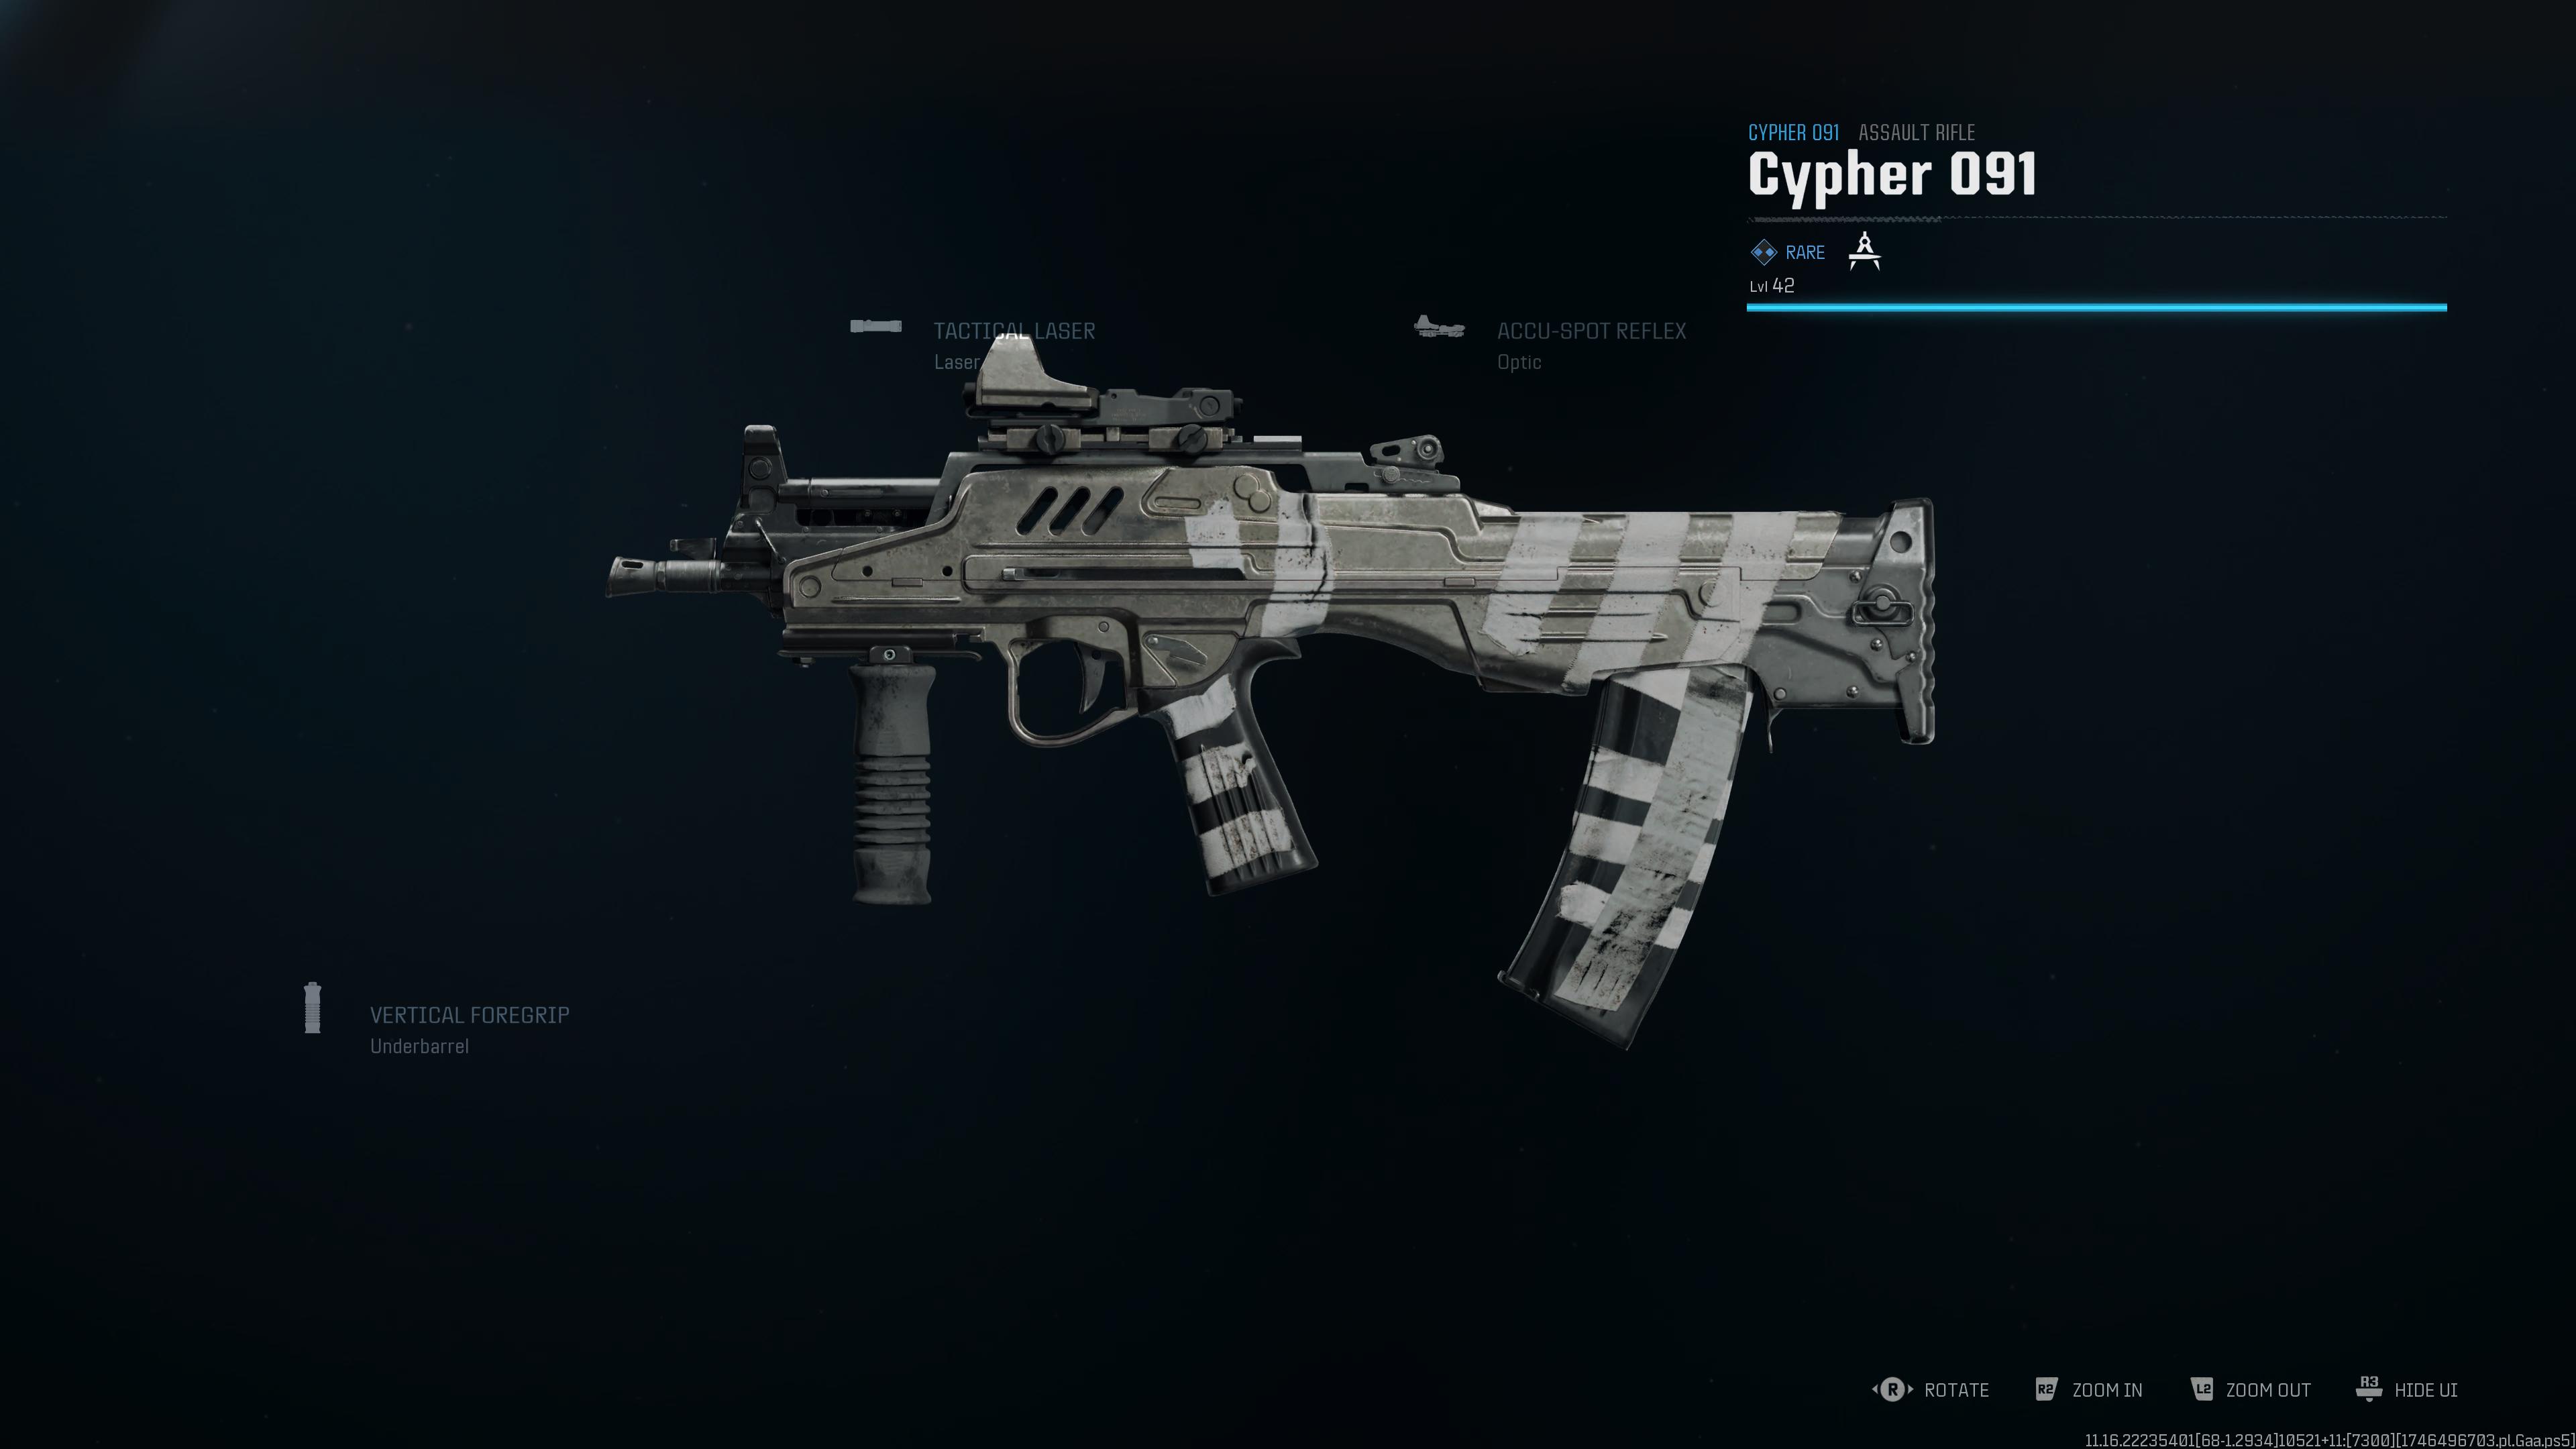 CYPHER 091 ASSAULT RIFLE
Cypher 091
RARE
Lvl 42
TACTICAL LASER
Laser
ACCU-SPOT REFLEX
Optic
VERTICAL FOREGRIP
Underbarrel
R ROTATE R2 ZOOM IN L2 ZOOM OUT R3 HIDE UI
11.16.22235401[68-1.2934]10521+11:[7300][1746496703.pl.Gaa.ps5]